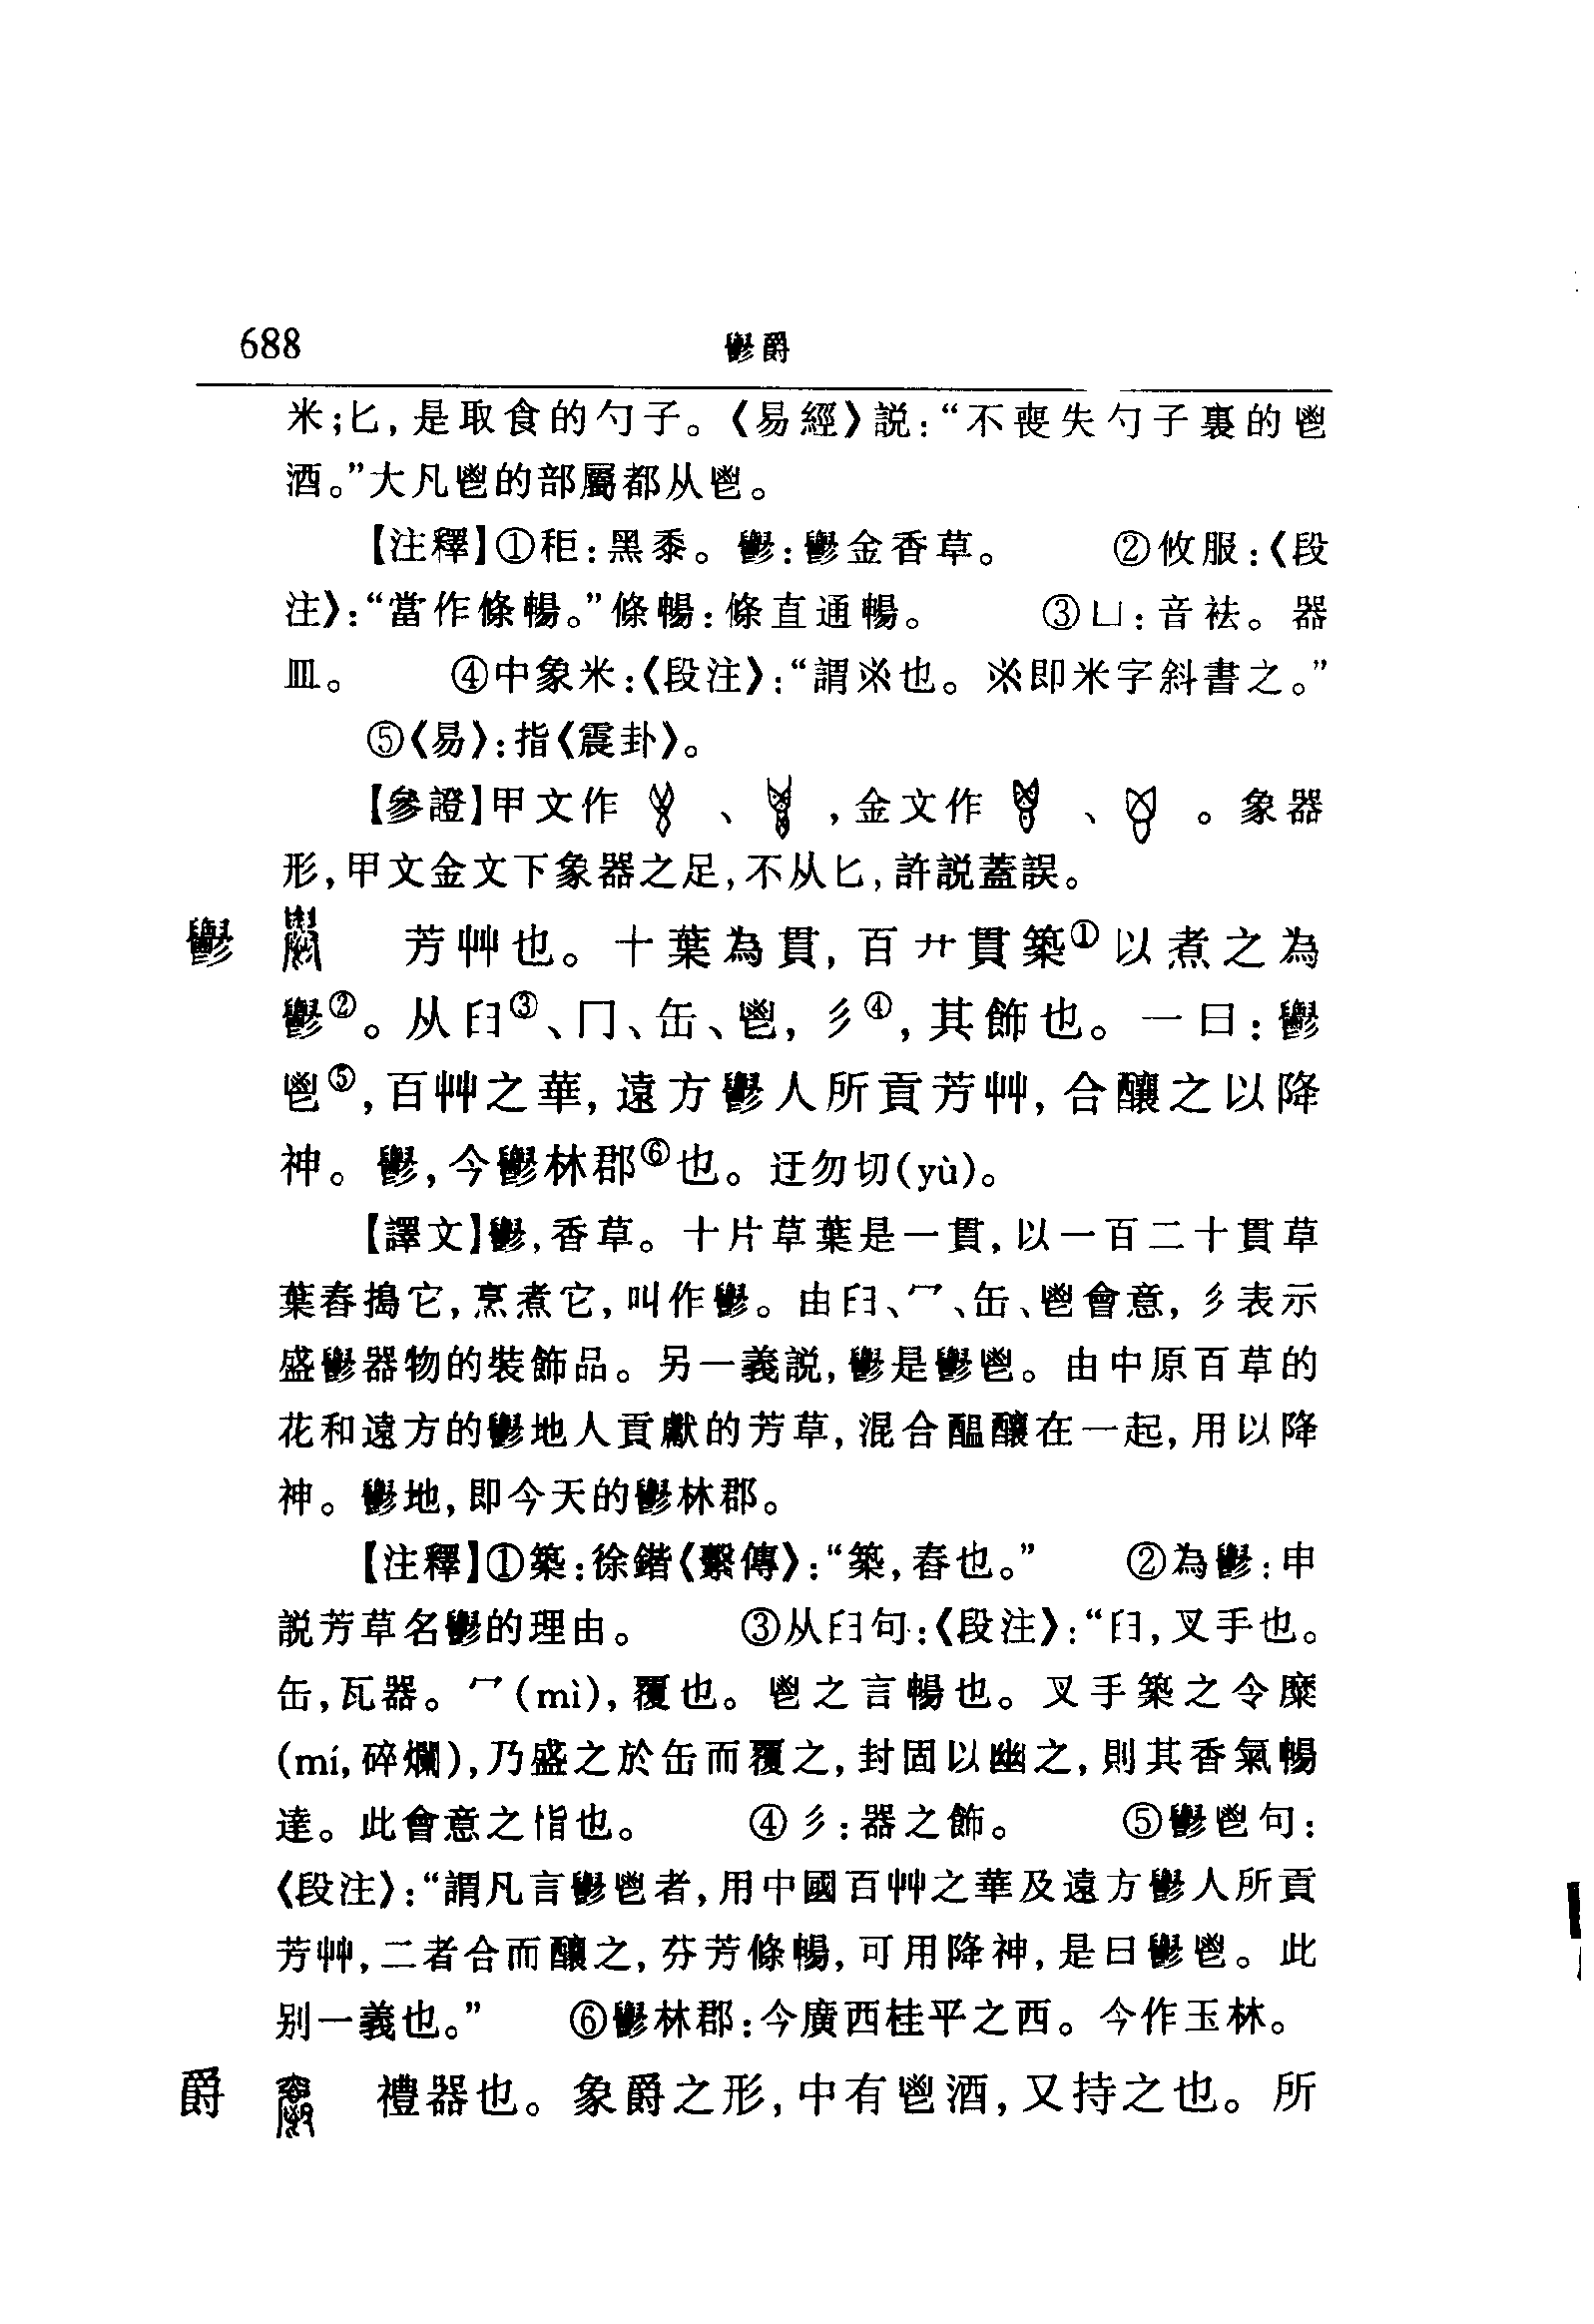 688
鬱爵
米；匕，是取食的勺子。《易經》説：“不喪失勺子裏的鬯
酒。”大凡鬯的部屬都从鬯。
【注釋】①秬：黑黍。鬱：鬱金香草。　②攸服：《段
注》：“當作條暢。”條暢：條直通暢。　③凵：音祛。器
皿。　④中象米：《段注》：“謂※也。※即米字斜書之。”
⑤《易》：指《震卦》。
【參證】甲文作　、　，金文作　、　。象器
形，甲文金文下象器之足，不从匕，許説蓋誤。
鬱　芳艸也。十葉為貫，百廾貫築①以煮之為
鬱②。从𦥑③、冂、缶、鬯，彡④，其飾也。一曰：鬱
鬯⑤，百艸之華，遠方鬱人所貢芳艸，合釀之以降
神。鬱，今鬱林郡⑥也。迂勿切(yù)。
【譯文】鬱，香草。十片草葉是一貫，以一百二十貫草
葉舂搗它，烹煮它，叫作鬱。由𦥑、冖、缶、鬯會意，彡表示
盛鬱器物的裝飾品。另一義説，鬱是鬱鬯。由中原百草的
花和遠方的鬱地人貢獻的芳草，混合醖釀在一起，用以降
神。鬱地，即今天的鬱林郡。
【注釋】①築：徐鍇《繫傳》：“築，舂也。”　②為鬱：申
説芳草名鬱的理由。　③从𦥑句：《段注》：“𦥑，叉手也。
缶，瓦器。冖(mì)，覆也。鬯之言暢也。叉手築之令糜
(mí，碎爛)，乃盛之於缶而覆之，封固以幽之，則其香氣暢
達。此會意之恉也。　④彡：器之飾。　⑤鬱鬯句：
《段注》：“謂凡言鬱鬯者，用中國百艸之華及遠方鬱人所貢
芳艸，二者合而釀之，芬芳條暢，可用降神，是曰鬱鬯。此
别一義也。”　⑥鬱林郡：今廣西桂平之西。今作玉林。
爵　禮器也。象爵之形，中有鬯酒，又持之也。所